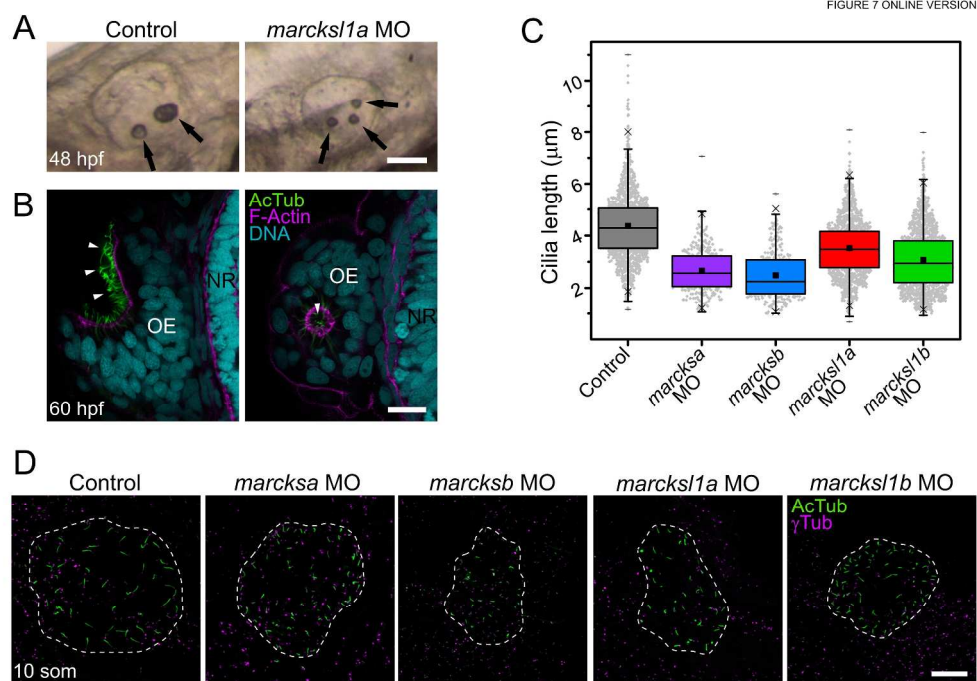 FIGURE 7 ONLINE VERSION
A
Control
marcksl1a MO
48 hpf
B
AcTub
F-Actin
DNA
NR
OE
OE
NR
60 hpf
C
Cilia length (μm)
10
8
6
4
2
Control
marcksa
MO
marcksb
MO
marcksl1a
MO
marcksl1b
MO
D
Control
marcksa MO
marcksb MO
marcksl1a MO
marcksl1b MO
AcTub
γTub
10 som